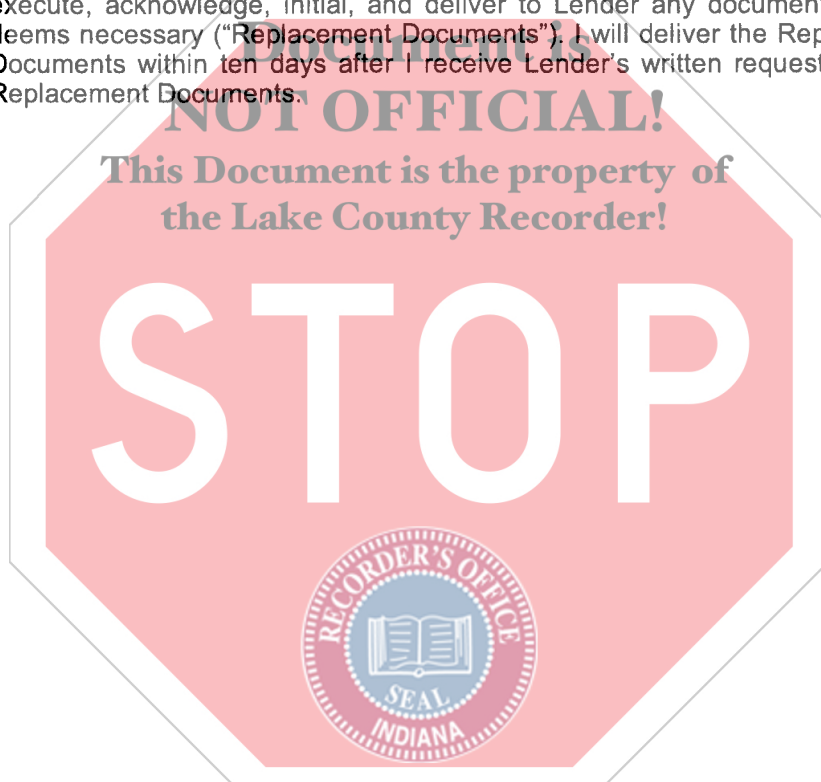 execute, acknowledge, initial, and deliver to Lender any document
deems necessary (“Replacement Documents”). I will deliver the Rep
Documents within ten days after I receive Lender’s written request
Replacement Documents.
Document is
NOT OFFICIAL!
This Document is the property of
the Lake County Recorder!
STOP
RECORDER'S OFFICE
SEAL
INDIANA